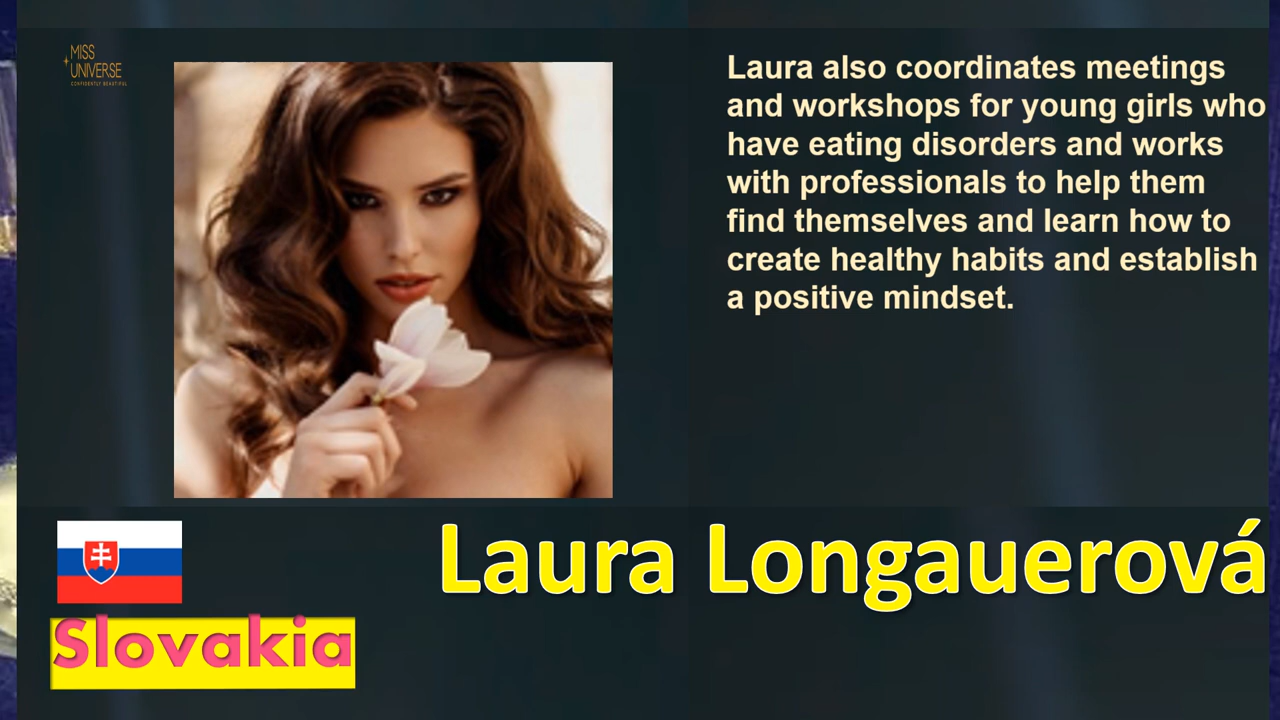 MISS
UNIVERSE
CONFIDENTLY BEAUTIFUL
Laura also coordinates meetings
and workshops for young girls who
have eating disorders and works
with professionals to help them
find themselves and learn how to
create healthy habits and establish
a positive mindset.
Laura Longauerová
Slovakia